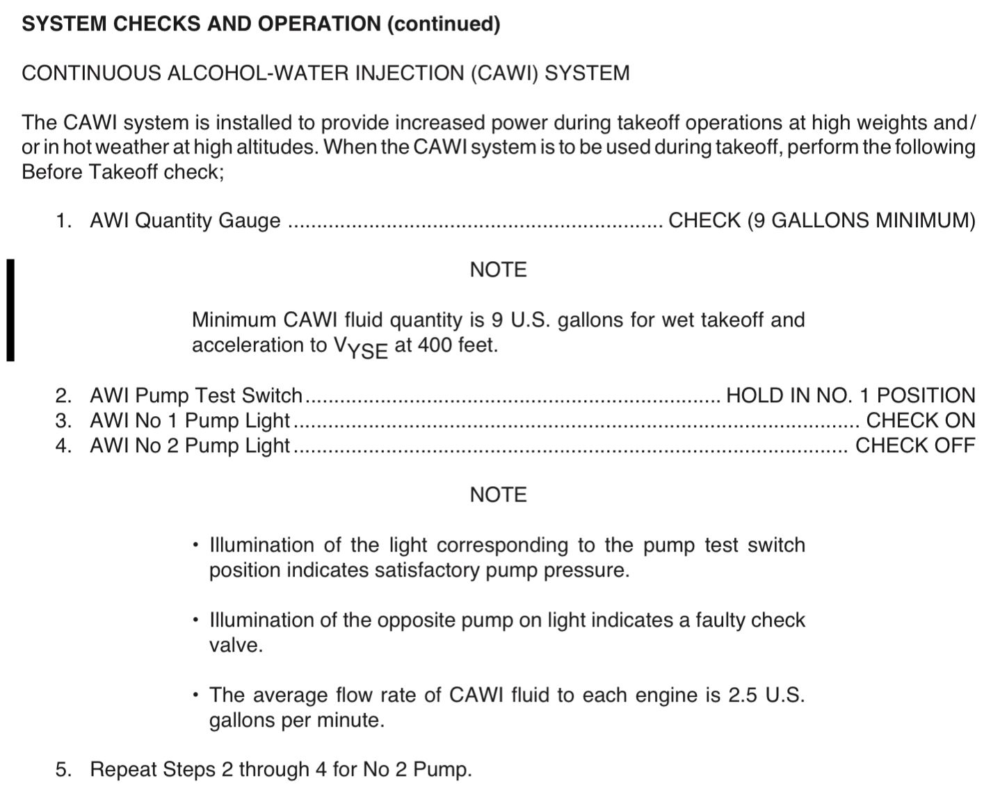 SYSTEM CHECKS AND OPERATION (continued)
CONTINUOUS ALCOHOL-WATER INJECTION (CAWI) SYSTEM
The CAWI system is installed to provide increased power during takeoff operations at high weights and/
or in hot weather at high altitudes. When the CAWI system is to be used during takeoff, perform the following
Before Takeoff check;
1. AWI Quantity Gauge ................................................................. CHECK (9 GALLONS MINIMUM)
NOTE
Minimum CAWI fluid quantity is 9 U.S. gallons for wet takeoff and
acceleration to VYSE at 400 feet.
2. AWI Pump Test Switch ........................................................................ HOLD IN NO. 1 POSITION
3. AWI No 1 Pump Light .................................................................................................. CHECK ON
4. AWI No 2 Pump Light ................................................................................................ CHECK OFF
NOTE
• Illumination of the light corresponding to the pump test switch
position indicates satisfactory pump pressure.
• Illumination of the opposite pump on light indicates a faulty check
valve.
• The average flow rate of CAWI fluid to each engine is 2.5 U.S.
gallons per minute.
5. Repeat Steps 2 through 4 for No 2 Pump.